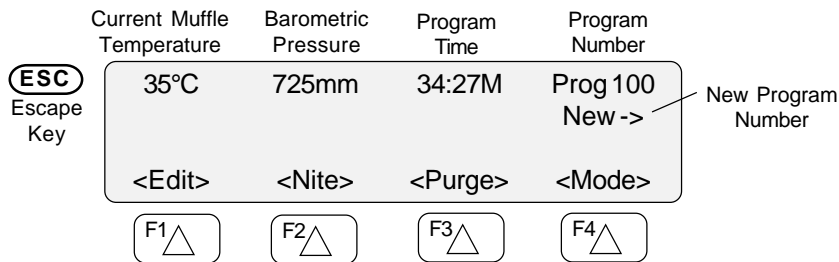 Current Muffle Temperature
Barometric Pressure
Program Time
Program Number
ESC
Escape Key
35°C 725mm 34:27M Prog 100
New ->
New Program Number
<Edit> <Nite> <Purge> <Mode>
F1 F2 F3 F4